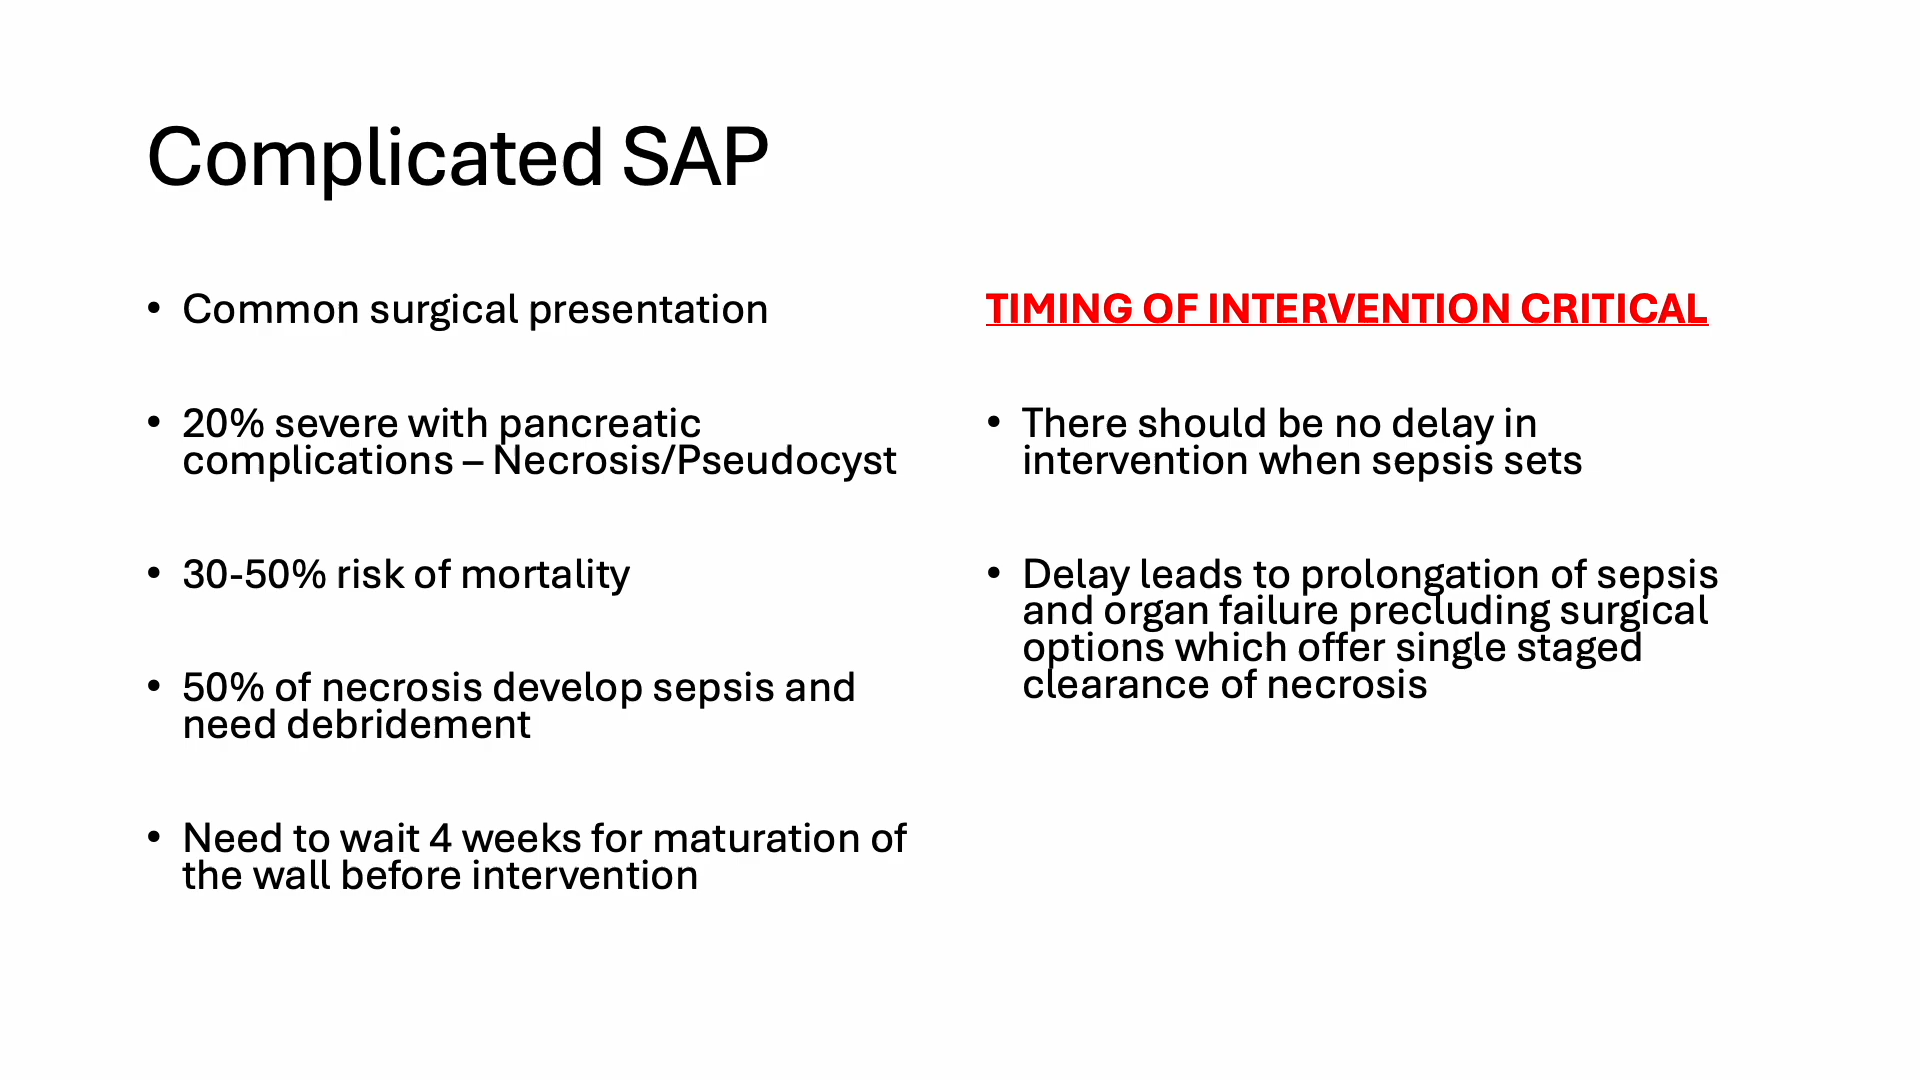 Complicated SAP
• Common surgical presentation
• 20% severe with pancreatic
complications – Necrosis/Pseudocyst
• 30-50% risk of mortality
• 50% of necrosis develop sepsis and
need debridement
• Need to wait 4 weeks for maturation of
the wall before intervention
TIMING OF INTERVENTION CRITICAL
• There should be no delay in
intervention when sepsis sets
• Delay leads to prolongation of sepsis
and organ failure precluding surgical
options which offer single staged
clearance of necrosis